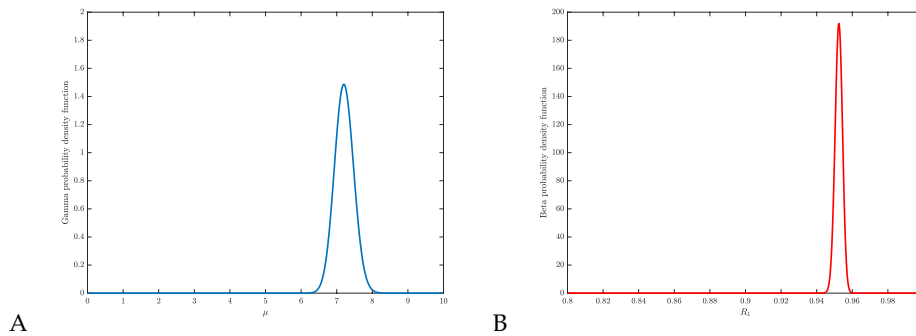 2
1.8
1.6
1.4
1.2
1
0.8
0.6
0.4
0.2
0
Gamma probability density function
0 1 2 3 4 5 6 7 8 9 10
μ
A
200
180
160
140
120
100
80
60
40
20
0
Beta probability density function
0.8 0.82 0.84 0.86 0.88 0.9 0.92 0.94 0.96 0.98
R1
B